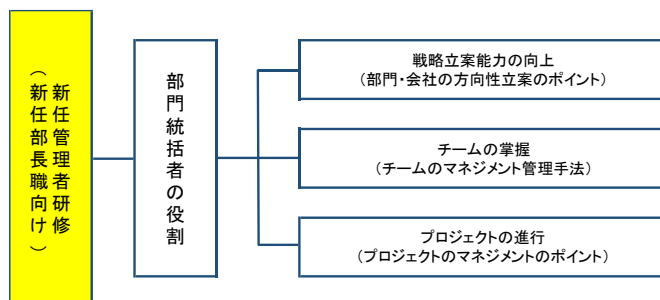 新任管理者研修
（新任部長職向け）
部門統括者の役割
戦略立案能力の向上
（部門・会社の方向性立案のポイント）
チームの掌握
（チームのマネジメント管理手法）
プロジェクトの進行
（プロジェクトのマネジメントのポイント）